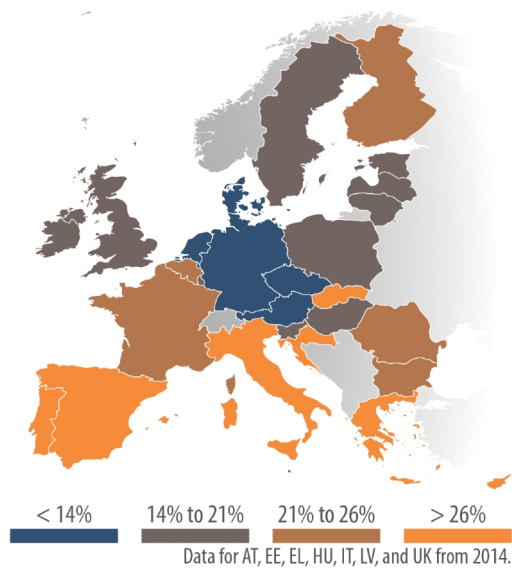 < 14% 14% to 21% 21% to 26% > 26%
Data for AT, EE, EL, HU, IT, LV, and UK from 2014.